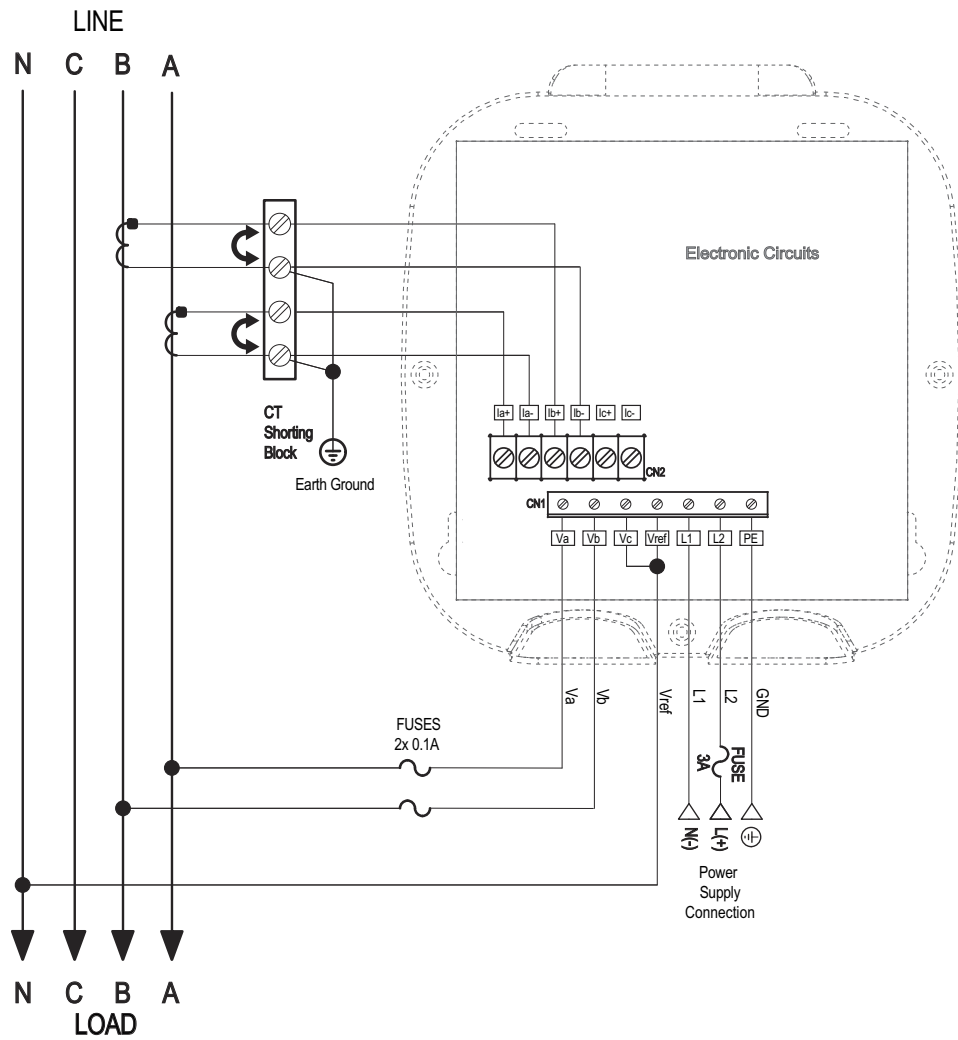 LINE
N C B A
Electronic Circuits
CT
Shorting
Block
Earth Ground
Ia+ Ia- Ib+ Ib- Ic+ Ic-
CN2
CN1
Va Vb Vc Vref L1 L2 PE
Va Vb Vref L1 L2 GND
FUSES
2x 0.1A
FUSE
3A
N(-) L(+)
Power
Supply
Connection
N C B A
LOAD